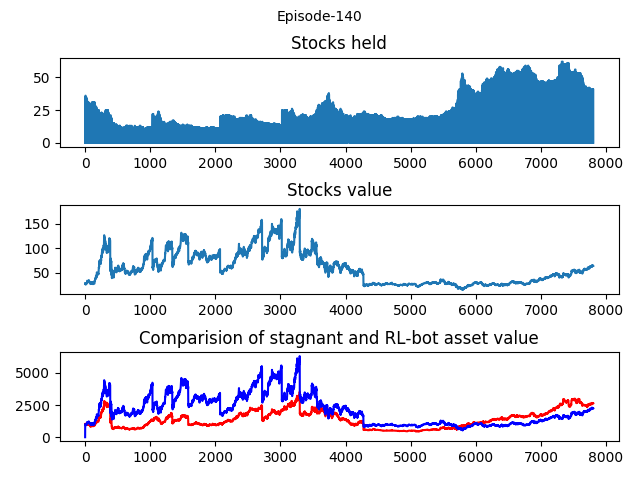 Episode-140
Stocks held
50
25
0
0 1000 2000 3000 4000 5000 6000 7000 8000
Stocks value
150
100
50
0 1000 2000 3000 4000 5000 6000 7000 8000
Comparision of stagnant and RL-bot asset value
5000
2500
0
0 1000 2000 3000 4000 5000 6000 7000 8000